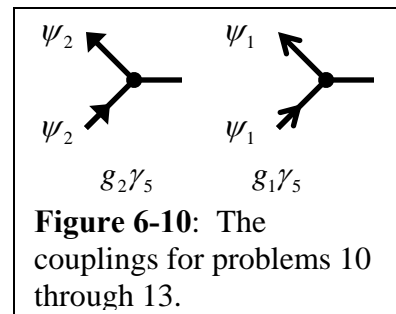 ψ₂ ψ₁
ψ₂ ψ₁
g₂γ₅ g₁γ₅
Figure 6-10: The
couplings for problems 10
through 13.